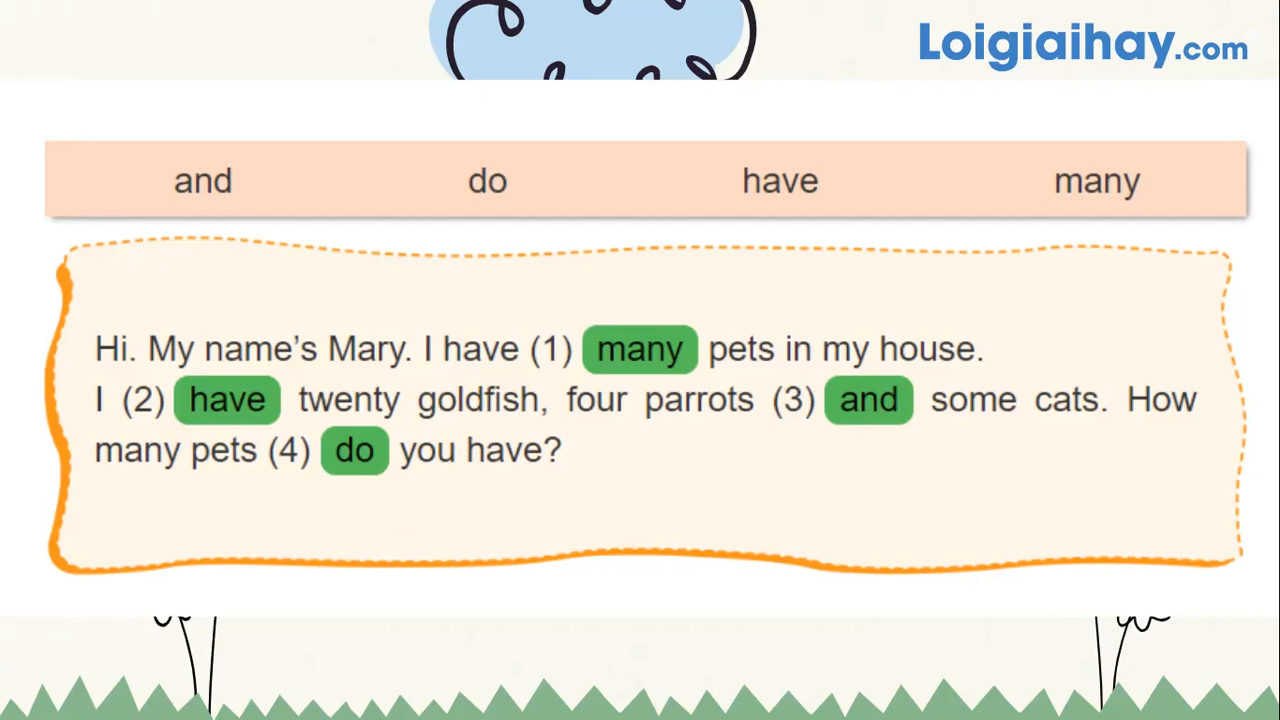 Loigiaihay.com
and do have many
Hi. My name’s Mary. I have (1) many pets in my house.
I (2) have twenty goldfish, four parrots (3) and some cats. How
many pets (4) do you have?